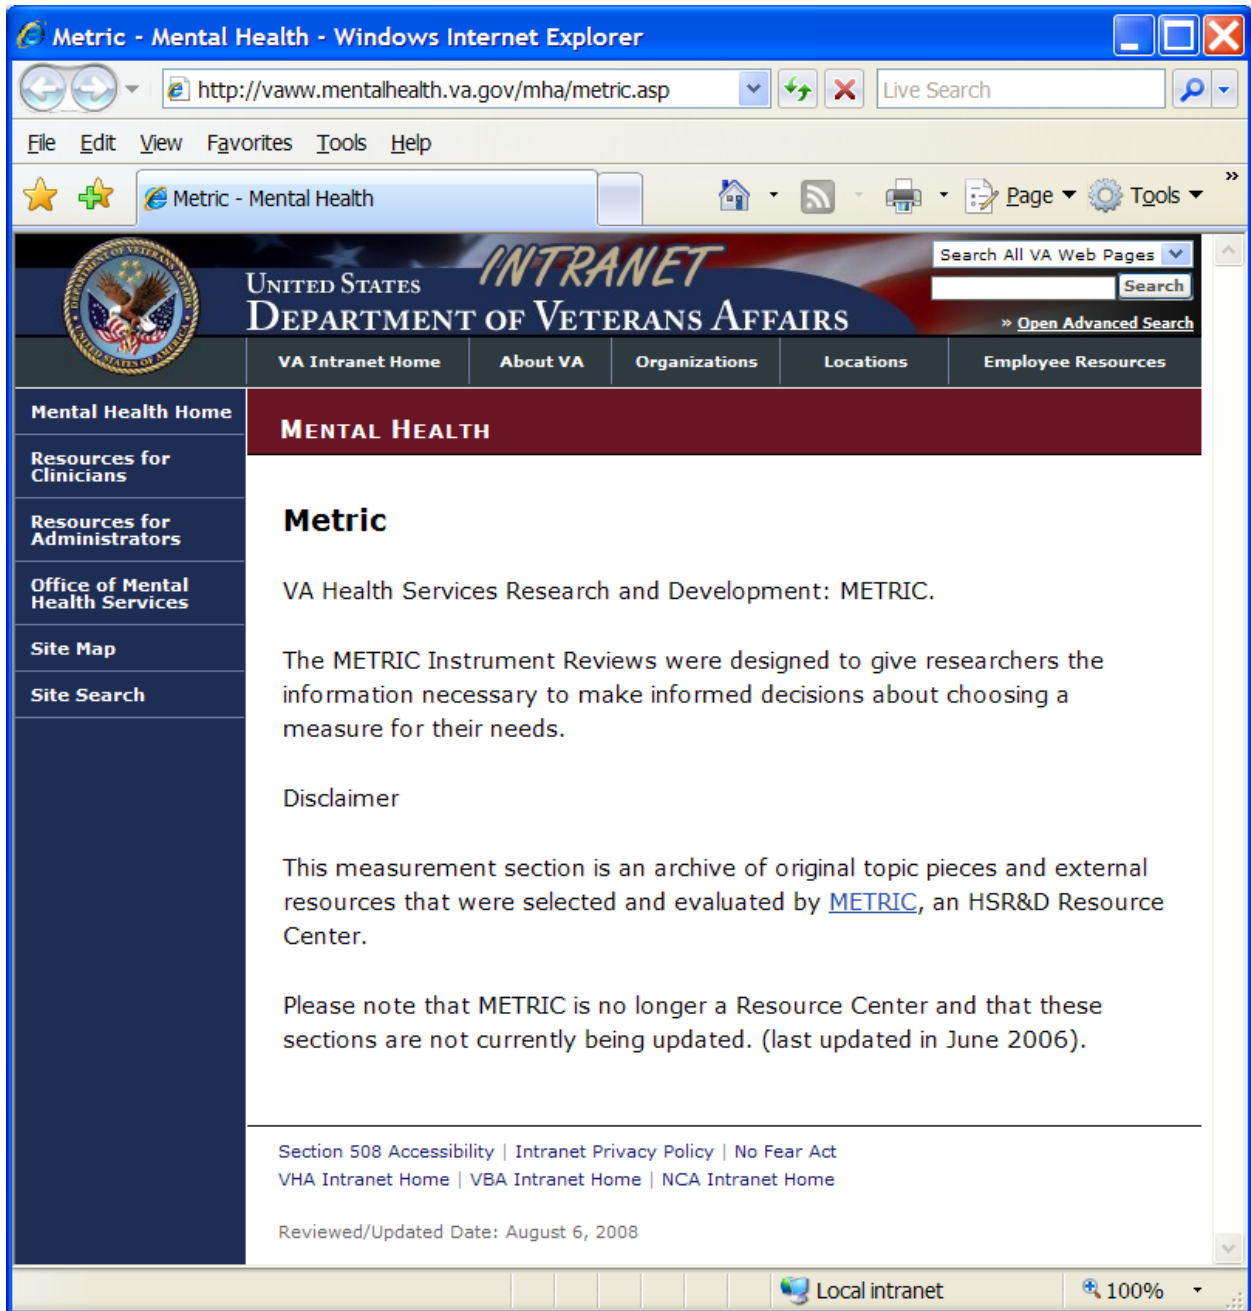 Metric - Mental Health - Windows Internet Explorer
http://vaww.mentalhealth.va.gov/mha/metric.asp
Live Search
File Edit View Favorites Tools Help
Metric - Mental Health
Page Tools »
INTRANET
UNITED STATES
DEPARTMENT OF VETERANS AFFAIRS
Search All VA Web Pages
Search
» Open Advanced Search
VA Intranet Home About VA Organizations Locations Employee Resources
Mental Health Home
Resources for
Clinicians
Resources for
Administrators
Office of Mental
Health Services
Site Map
Site Search
MENTAL HEALTH
Metric
VA Health Services Research and Development: METRIC.
The METRIC Instrument Reviews were designed to give researchers the
information necessary to make informed decisions about choosing a
measure for their needs.
Disclaimer
This measurement section is an archive of original topic pieces and external
resources that were selected and evaluated by METRIC, an HSR&D Resource
Center.
Please note that METRIC is no longer a Resource Center and that these
sections are not currently being updated. (last updated in June 2006).
Section 508 Accessibility | Intranet Privacy Policy | No Fear Act
VHA Intranet Home | VBA Intranet Home | NCA Intranet Home
Reviewed/Updated Date: August 6, 2008
Local intranet
100%